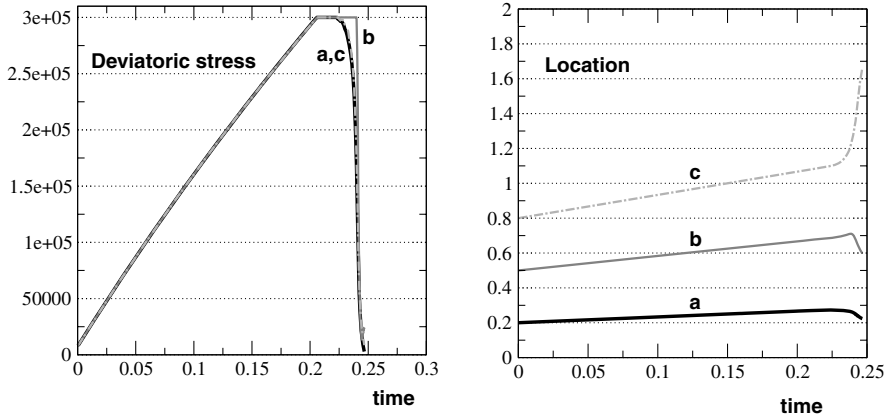 3e+05
2.5e+05
2e+05
1.5e+05
1e+05
50000
0
Deviatoric stress
b
a,c
0 0.05 0.1 0.15 0.2 0.25 0.3
time
2
1.8
1.6
1.4
1.2
1
0.8
0.6
0.4
0.2
0
Location
c
b
a
0 0.05 0.1 0.15 0.2 0.25
time